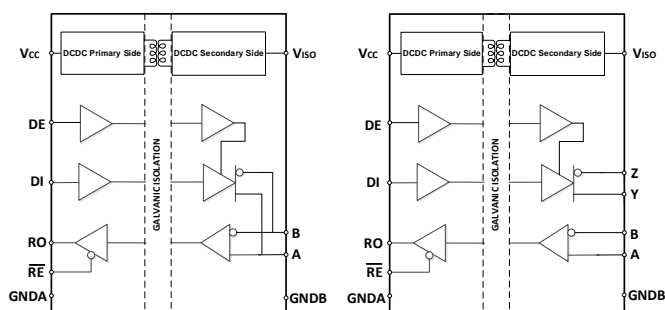 VCC
DCDC Primary Side
DCDC Secondary Side
VISO
DE
DI
RO
RE
GNDA
GALVANIC ISOLATION
B
A
GNDB
VCC
DCDC Primary Side
DCDC Secondary Side
VISO
DE
DI
RO
RE
GNDA
GALVANIC ISOLATION
Z
Y
B
A
GNDB